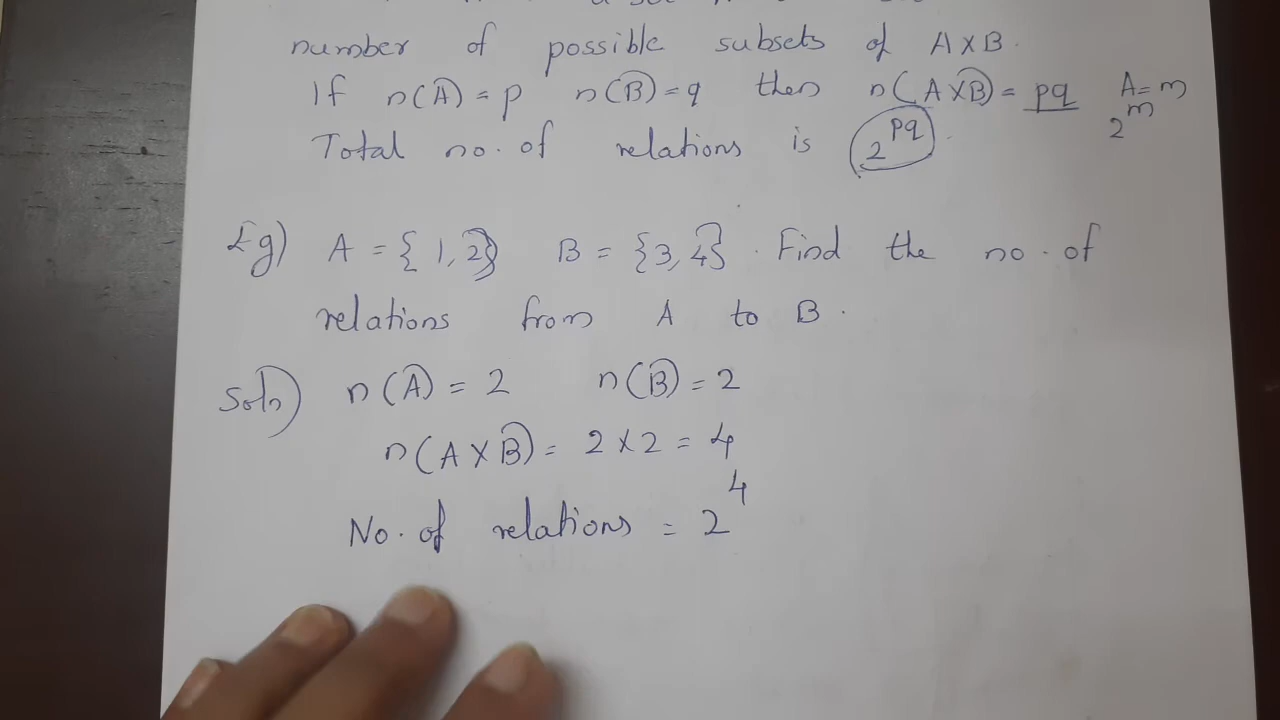 number of possible subsets of A×B.
If n(A) = p n(B) = q then n(A×B) = pq A = m
2^m
Total no. of relations is 2^pq.
Eg) A = {1, 2} B = {3, 4}. Find the no. of
relations from A to B.
Soln) n(A) = 2 n(B) = 2
n(A×B) = 2 × 2 = 4
No. of relations = 2^4